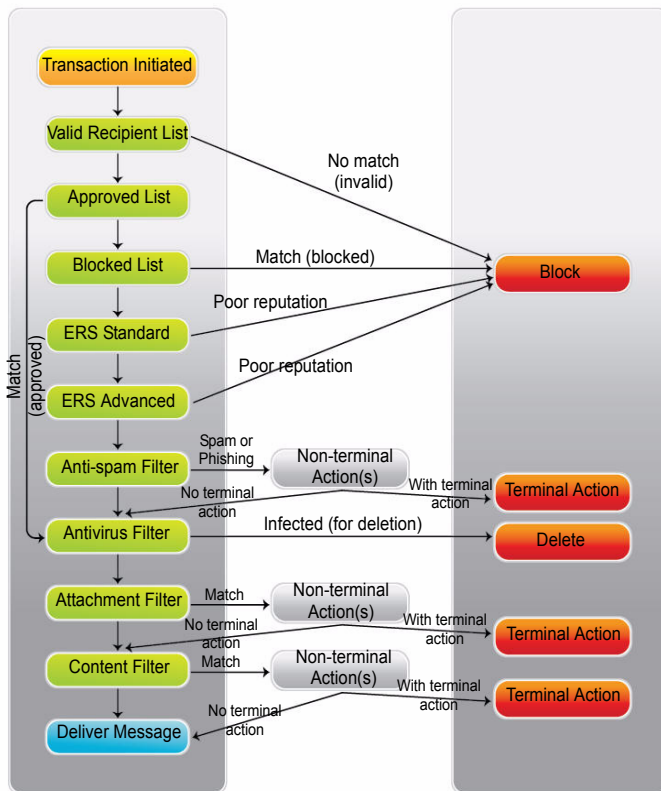 Transaction Initiated
Valid Recipient List
No match
(invalid)
Approved List
Blocked List
Match (blocked)
Block
Poor reputation
ERS Standard
Match
(approved)
Poor reputation
ERS Advanced
Anti-spam Filter
Spam or
Phishing
Non-terminal
Action(s)
No terminal
action
With terminal
action
Terminal Action
Antivirus Filter
Infected (for deletion)
Delete
Attachment Filter
Match
Non-terminal
Action(s)
No terminal
action
With terminal
action
Terminal Action
Content Filter
Match
Non-terminal
Action(s)
With terminal
action
Terminal Action
No terminal
action
Deliver Message